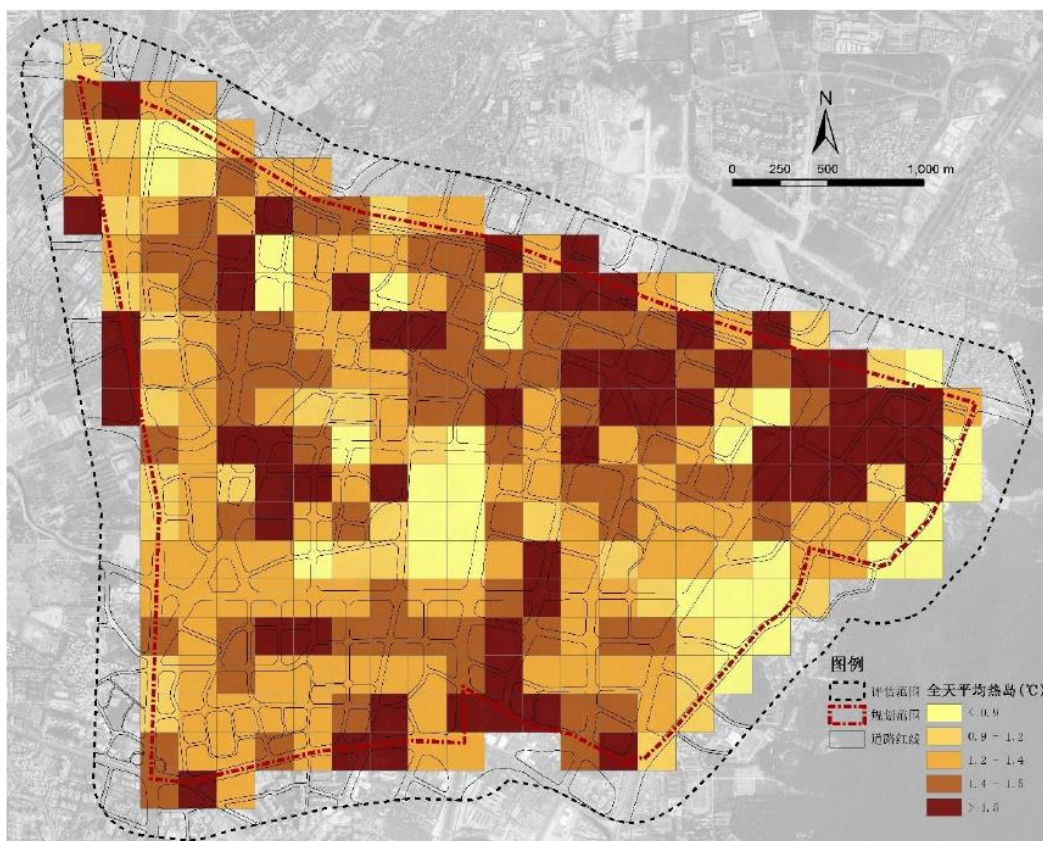 N
0 250 500 1,000 m
图例
评估范围 全天平均热岛(℃)
规划范围 < 0.9
道路红线 0.9 - 1.2
1.2 - 1.4
1.4 - 1.5
> 1.5